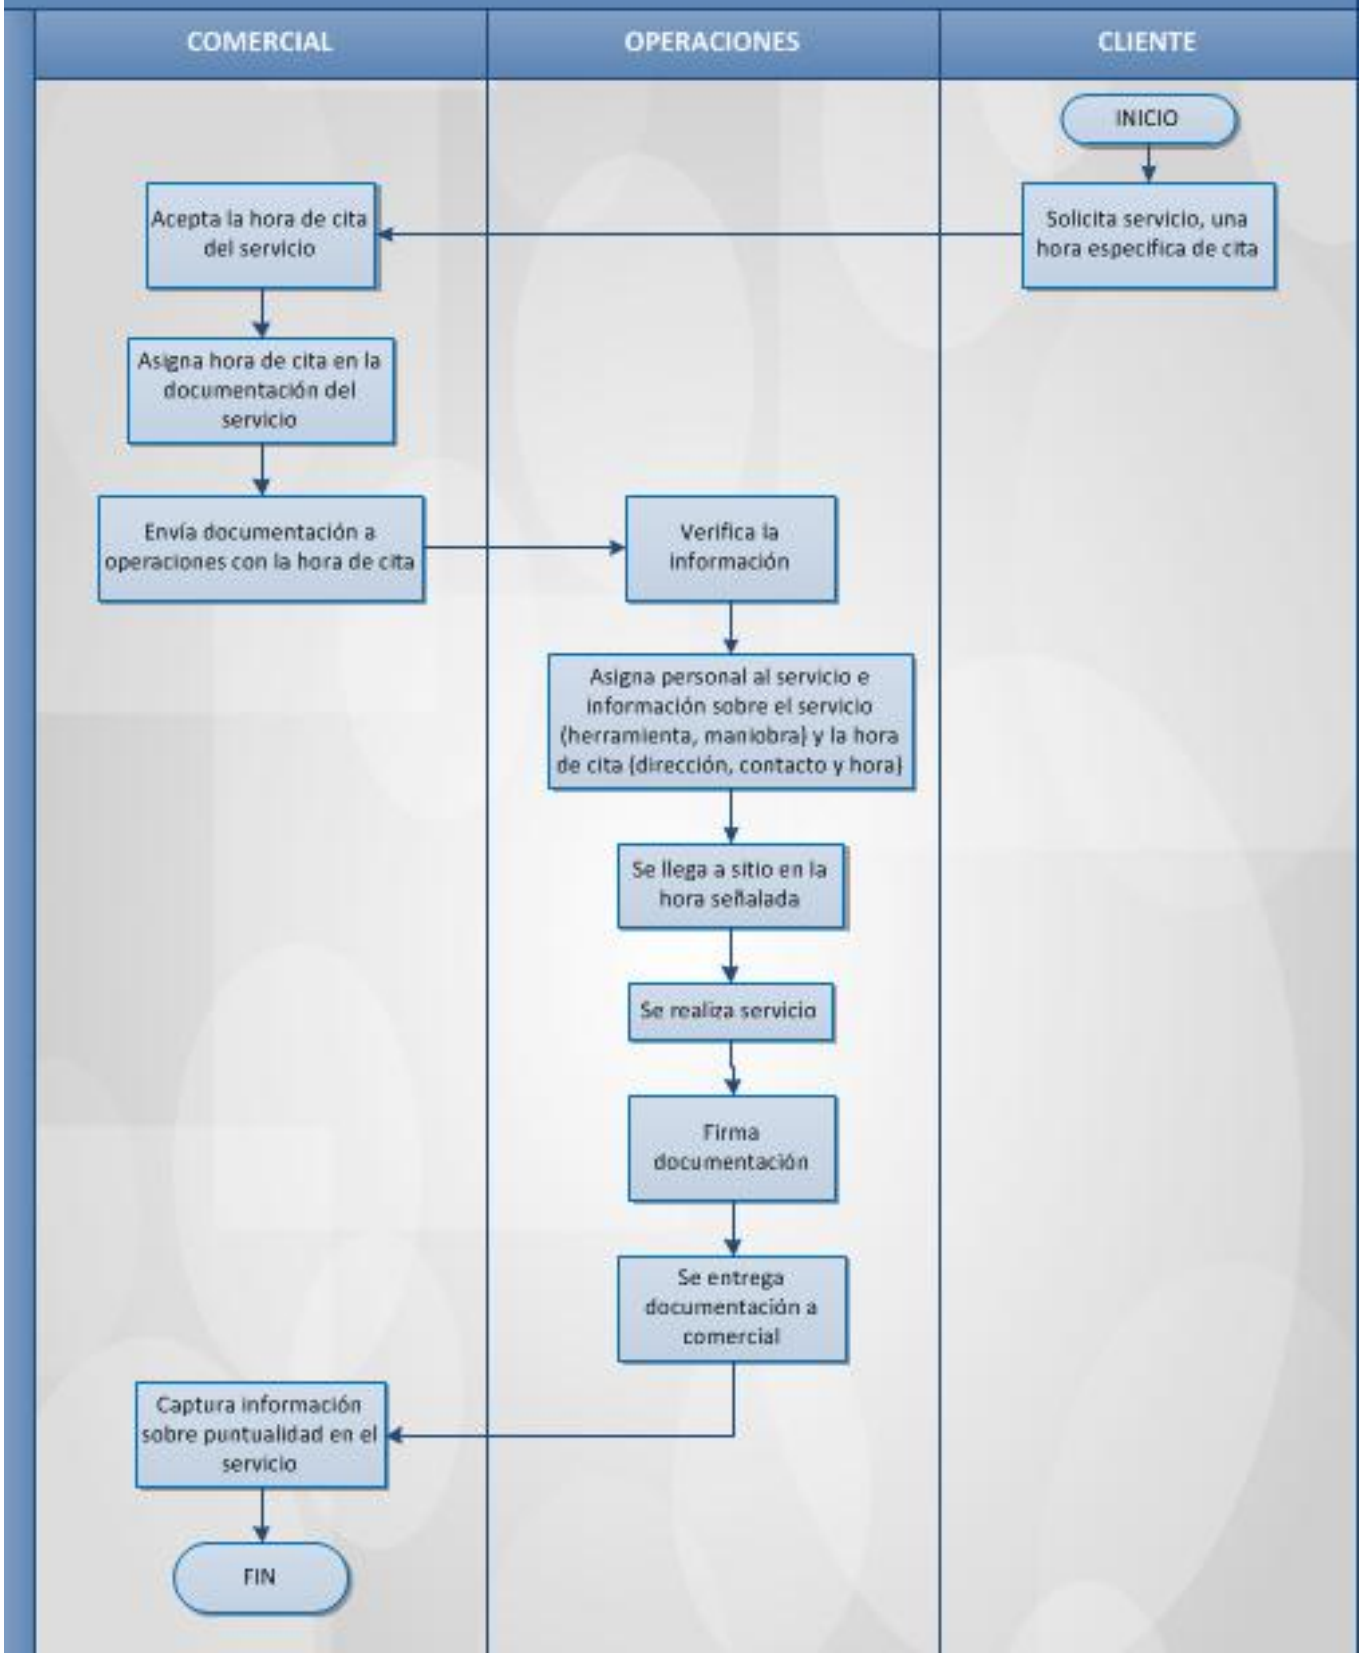 COMERCIAL
OPERACIONES
CLIENTE
INICIO
Solicita servicio, una
hora especifica de cita
Acepta la hora de cita
del servicio
Asigna hora de cita en la
documentación del
servicio
Envía documentación a
operaciones con la hora de cita
Verifica la
información
Asigna personal al servicio e
información sobre el servicio
(herramienta, maniobra) y la hora
de cita (dirección, contacto y hora)
Se llega a sitio en la
hora señalada
Se realiza servicio
Firma
documentación
Se entrega
documentación a
comercial
Captura información
sobre puntualidad en el
servicio
FIN